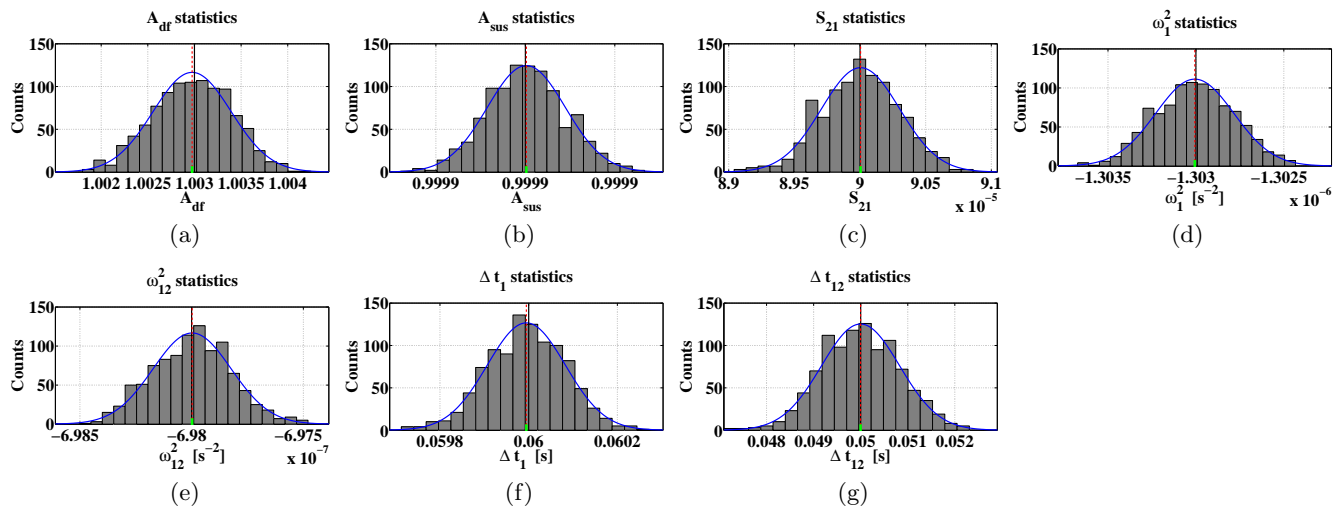 A_df statistics
150
100
50
0
Counts
1.002 1.0025 1.003 1.0035 1.004
A_df
(a)
A_sus statistics
150
100
50
0
Counts
0.9999 0.9999 0.9999
A_sus
(b)
S_21 statistics
150
100
50
0
Counts
8.9 8.95 9 9.05 9.1
x 10^-5
S_21
(c)
ω_1^2 statistics
150
100
50
0
Counts
−1.3035 −1.303 −1.3025
x 10^-6
ω_1^2 [s^-2]
(d)
ω_12^2 statistics
150
100
50
0
Counts
−6.985 −6.98 −6.975
x 10^-7
ω_12^2 [s^-2]
(e)
Δ t_1 statistics
150
100
50
0
Counts
0.0598 0.06 0.0602
Δ t_1 [s]
(f)
Δ t_12 statistics
150
100
50
0
Counts
0.048 0.049 0.05 0.051 0.052
Δ t_12 [s]
(g)